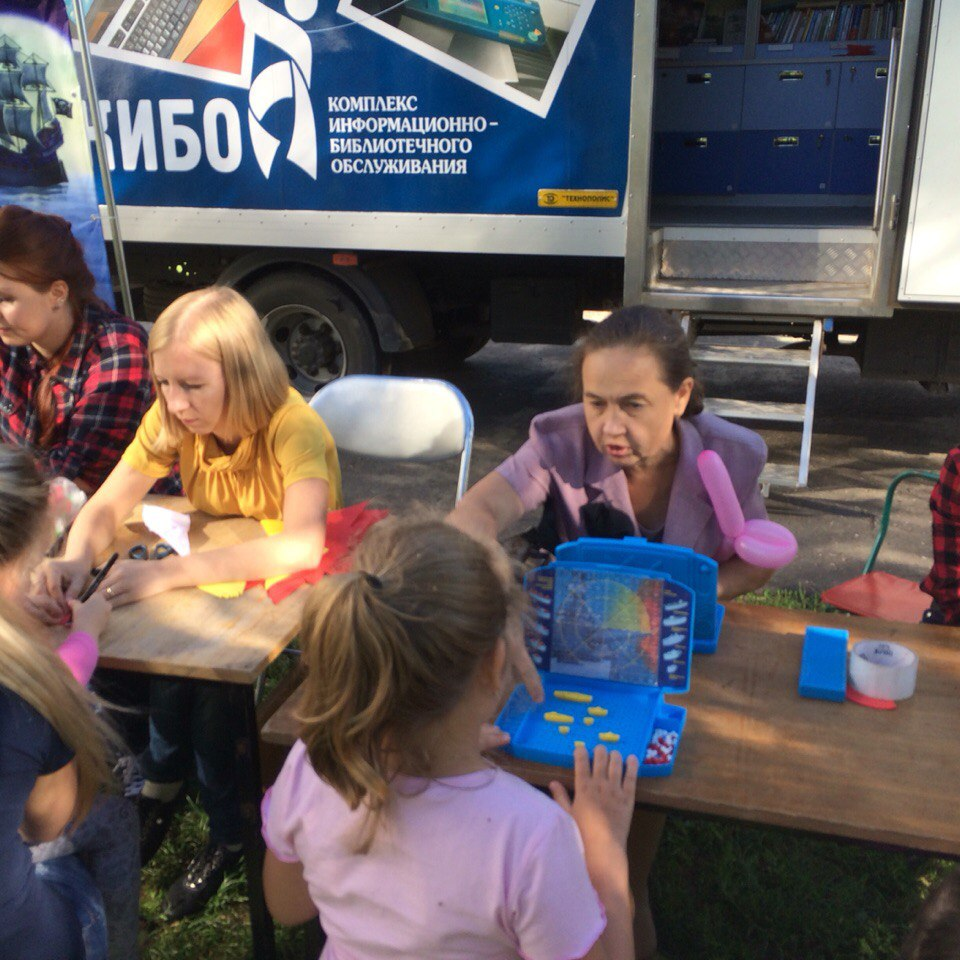 КИБО
КОМПЛЕКС
ИНФОРМАЦИОННО-
БИБЛИОТЕЧНОГО
ОБСЛУЖИВАНИЯ
"ТЕХНОПОЛИС"